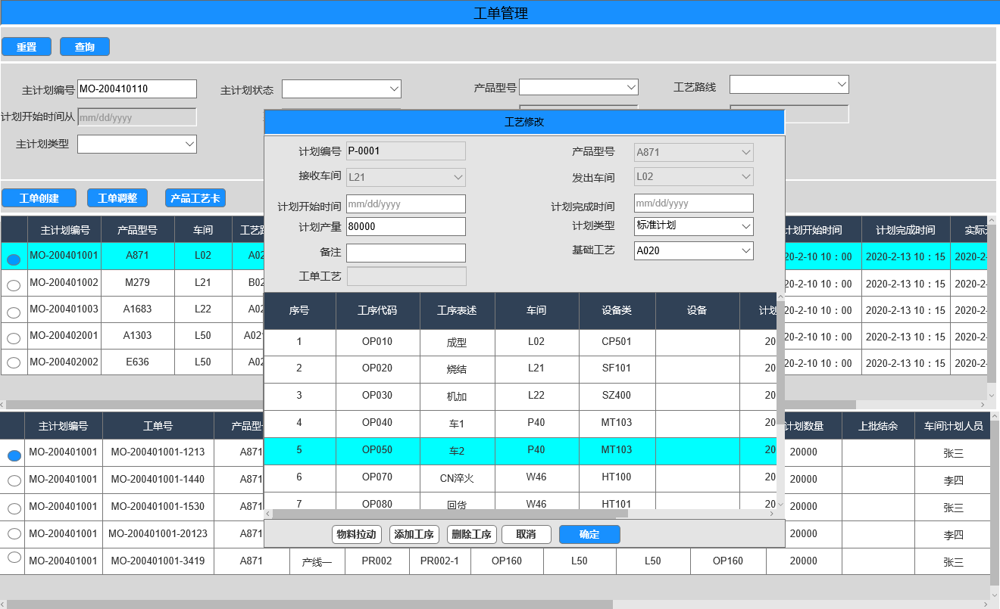 工单管理
重置 查询
主计划编号 MO-200410110 主计划状态 产品型号 工艺路线
计划开始时间从 mm/dd/yyyy
主计划类型
工艺修改
计划编号 P-0001 产品型号 A871
接收车间 L21 发出车间 L02
计划开始时间 mm/dd/yyyy 计划完成时间 mm/dd/yyyy
计划产量 80000 计划类型 标准计划
备注 基础工艺 A020
工单工艺
序号 工序代码 工序表述 车间 设备类 设备 计划
1 OP010 成型 L02 CP501 20
2 OP020 烧结 L21 SF101 20
3 OP030 机加 L22 SZ400 20
4 OP040 车1 P40 MT103 20
5 OP050 车2 P40 MT103 20
6 OP070 CN淬火 W46 HT100 20
7 OP080 回货 W46 HT101 20
物料拉动 添加工序 删除工序 取消 确定
工单创建 工单调整 产品工艺卡
主计划编号 产品型号 车间 工艺 计划开始时间 计划完成时间 实际
MO-200401001 A871 L02 A02 20-2-10 10：00 2020-2-13 10：15 2020-2-
MO-200401002 M279 L21 B02 20-2-10 10：00 2020-2-13 10：15 2020-2-
MO-200401003 A1683 L22 A02 20-2-10 10：00 2020-2-13 10：15 2020-2-
MO-200402001 A1303 L50 A02 20-2-10 10：00 2020-2-13 10：15 2020-2-
MO-200402002 E636 L50 A02 20-2-10 10：00 2020-2-13 10：15 2020-2-
主计划编号 工单号 产品型 计划数量 上批结余 车间计划人员
MO-200401001 MO-200401001-1213 A871 20000 张三
MO-200401001 MO-200401001-1440 A871 20000 李四
MO-200401001 MO-200401001-1530 A871 20000 张三
MO-200401001 MO-200401001-20123 A871 20000 李四
MO-200401001 MO-200401001-3419 A871 产线一 PR002 PR002-1 OP160 L50 L50 OP160 20000 张三